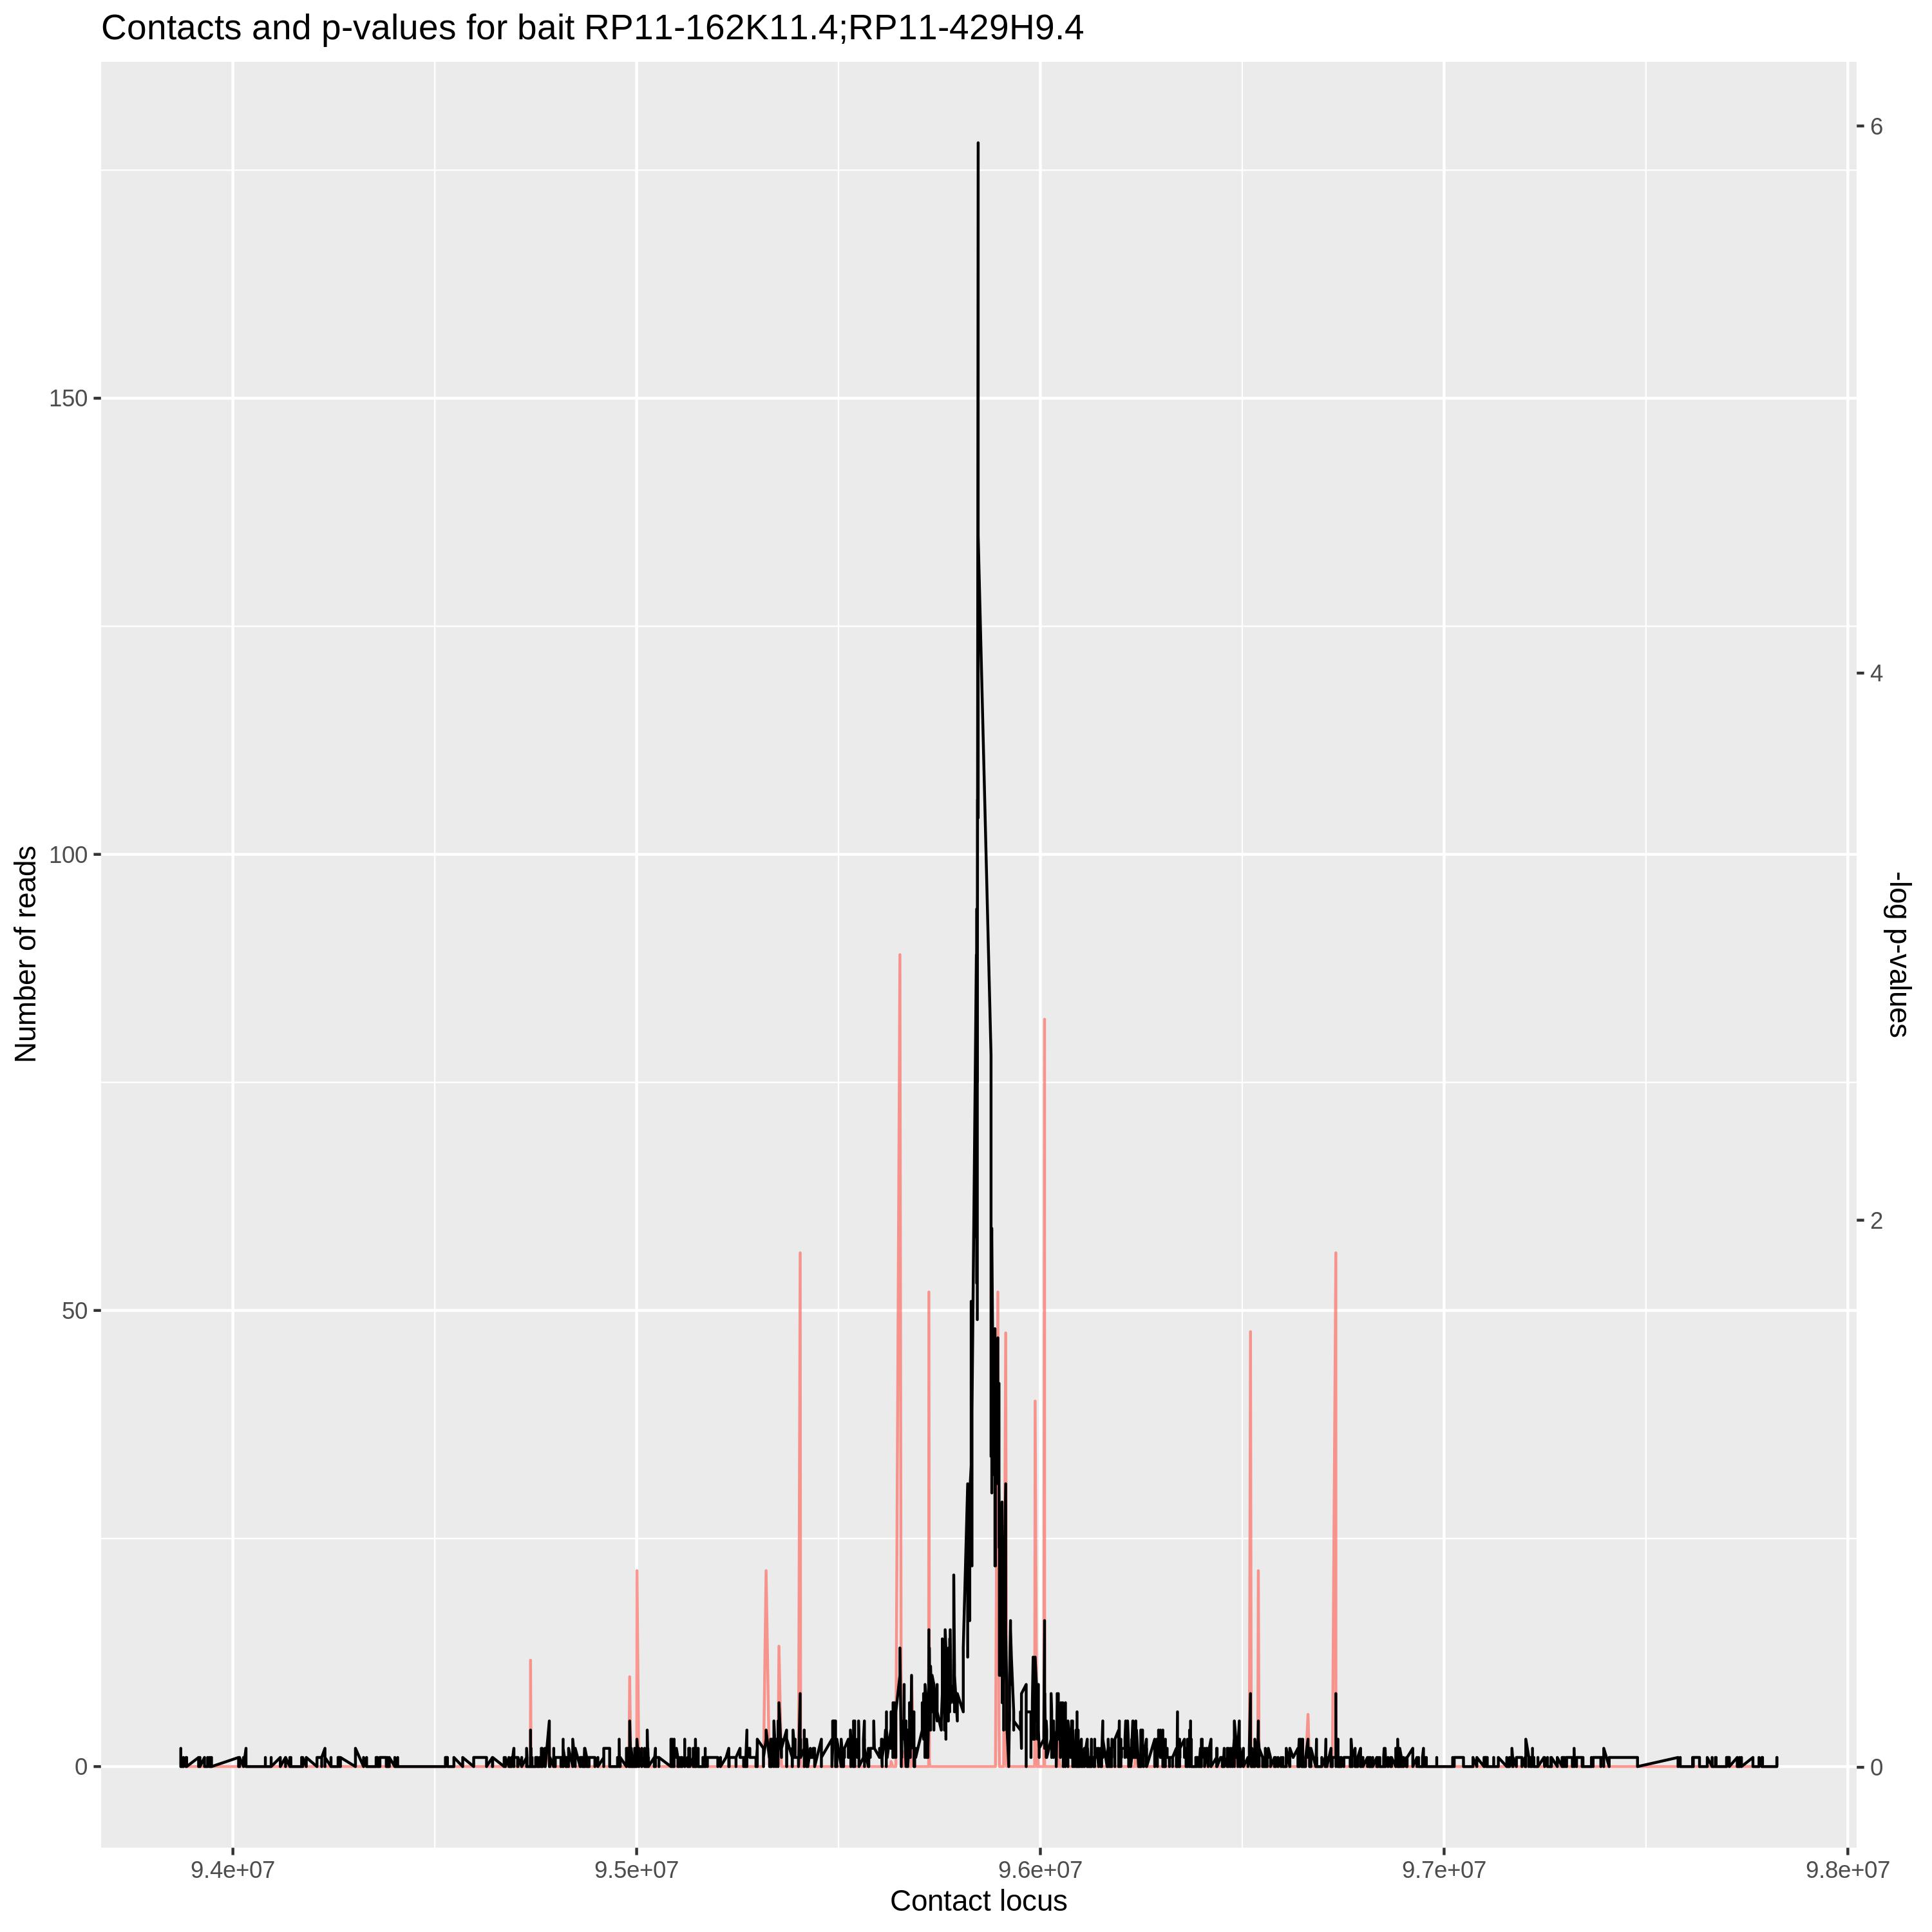 Contacts and p-values for bait RP11-162K11.4;RP11-429H9.4
Number of reads
150
100
50
0
6
4
2
0
-log p-values
9.4e+07
9.5e+07
9.6e+07
9.7e+07
9.8e+07
Contact locus